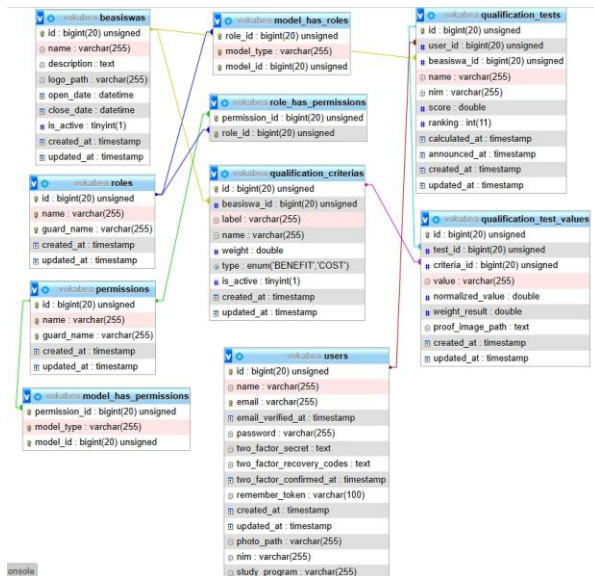 vokabea beasiswas
id : bigint(20) unsigned
name : varchar(255)
description : text
logo_path : varchar(255)
open_date : datetime
close_date : datetime
is_active : tinyint(1)
created_at : timestamp
updated_at : timestamp
vokabea roles
id : bigint(20) unsigned
name : varchar(255)
guard_name : varchar(255)
created_at : timestamp
updated_at : timestamp
vokabea permissions
id : bigint(20) unsigned
name : varchar(255)
guard_name : varchar(255)
created_at : timestamp
updated_at : timestamp
vokabea model_has_permissions
permission_id : bigint(20) unsigned
model_type : varchar(255)
model_id : bigint(20) unsigned
vokabea model_has_roles
role_id : bigint(20) unsigned
model_type : varchar(255)
model_id : bigint(20) unsigned
vokabea role_has_permissions
permission_id : bigint(20) unsigned
role_id : bigint(20) unsigned
vokabea qualification_criterias
id : bigint(20) unsigned
beasiswa_id : bigint(20) unsigned
label : varchar(255)
name : varchar(255)
weight : double
type : enum('BENEFIT','COST')
is_active : tinyint(1)
created_at : timestamp
updated_at : timestamp
vokabea users
id : bigint(20) unsigned
name : varchar(255)
email : varchar(255)
email_verified_at : timestamp
password : varchar(255)
two_factor_secret : text
two_factor_recovery_codes : text
two_factor_confirmed_at : timestamp
remember_token : varchar(100)
created_at : timestamp
updated_at : timestamp
photo_path : varchar(255)
nim : varchar(255)
study_program : varchar(255)
vokabea qualification_tests
id : bigint(20) unsigned
user_id : bigint(20) unsigned
beasiswa_id : bigint(20) unsigned
name : varchar(255)
nim : varchar(255)
score : double
ranking : int(11)
calculated_at : timestamp
announced_at : timestamp
created_at : timestamp
updated_at : timestamp
vokabea qualification_test_values
id : bigint(20) unsigned
test_id : bigint(20) unsigned
criteria_id : bigint(20) unsigned
value : varchar(255)
normalized_value : double
weight_result : double
proof_image_path : text
created_at : timestamp
updated_at : timestamp
onsole